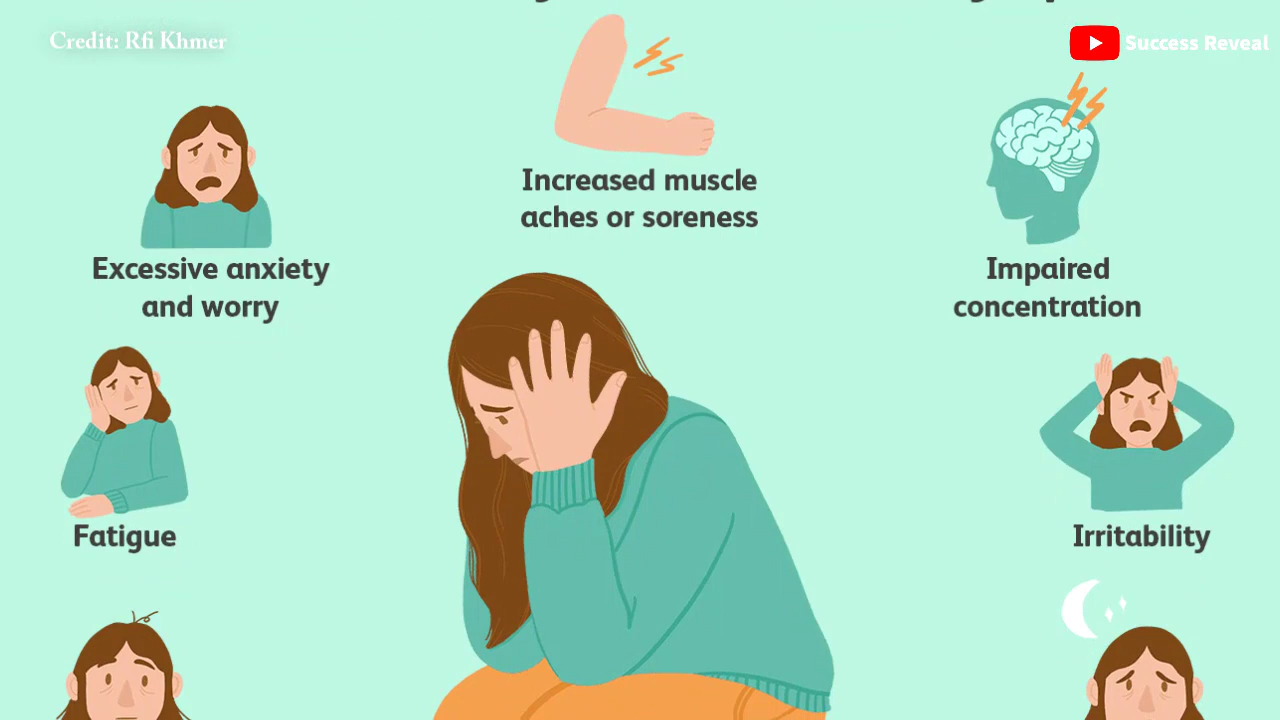 Credit: Rfi Khmer
Success Reveal
Increased muscle
aches or soreness
Excessive anxiety
and worry
Impaired
concentration
Fatigue
Irritability